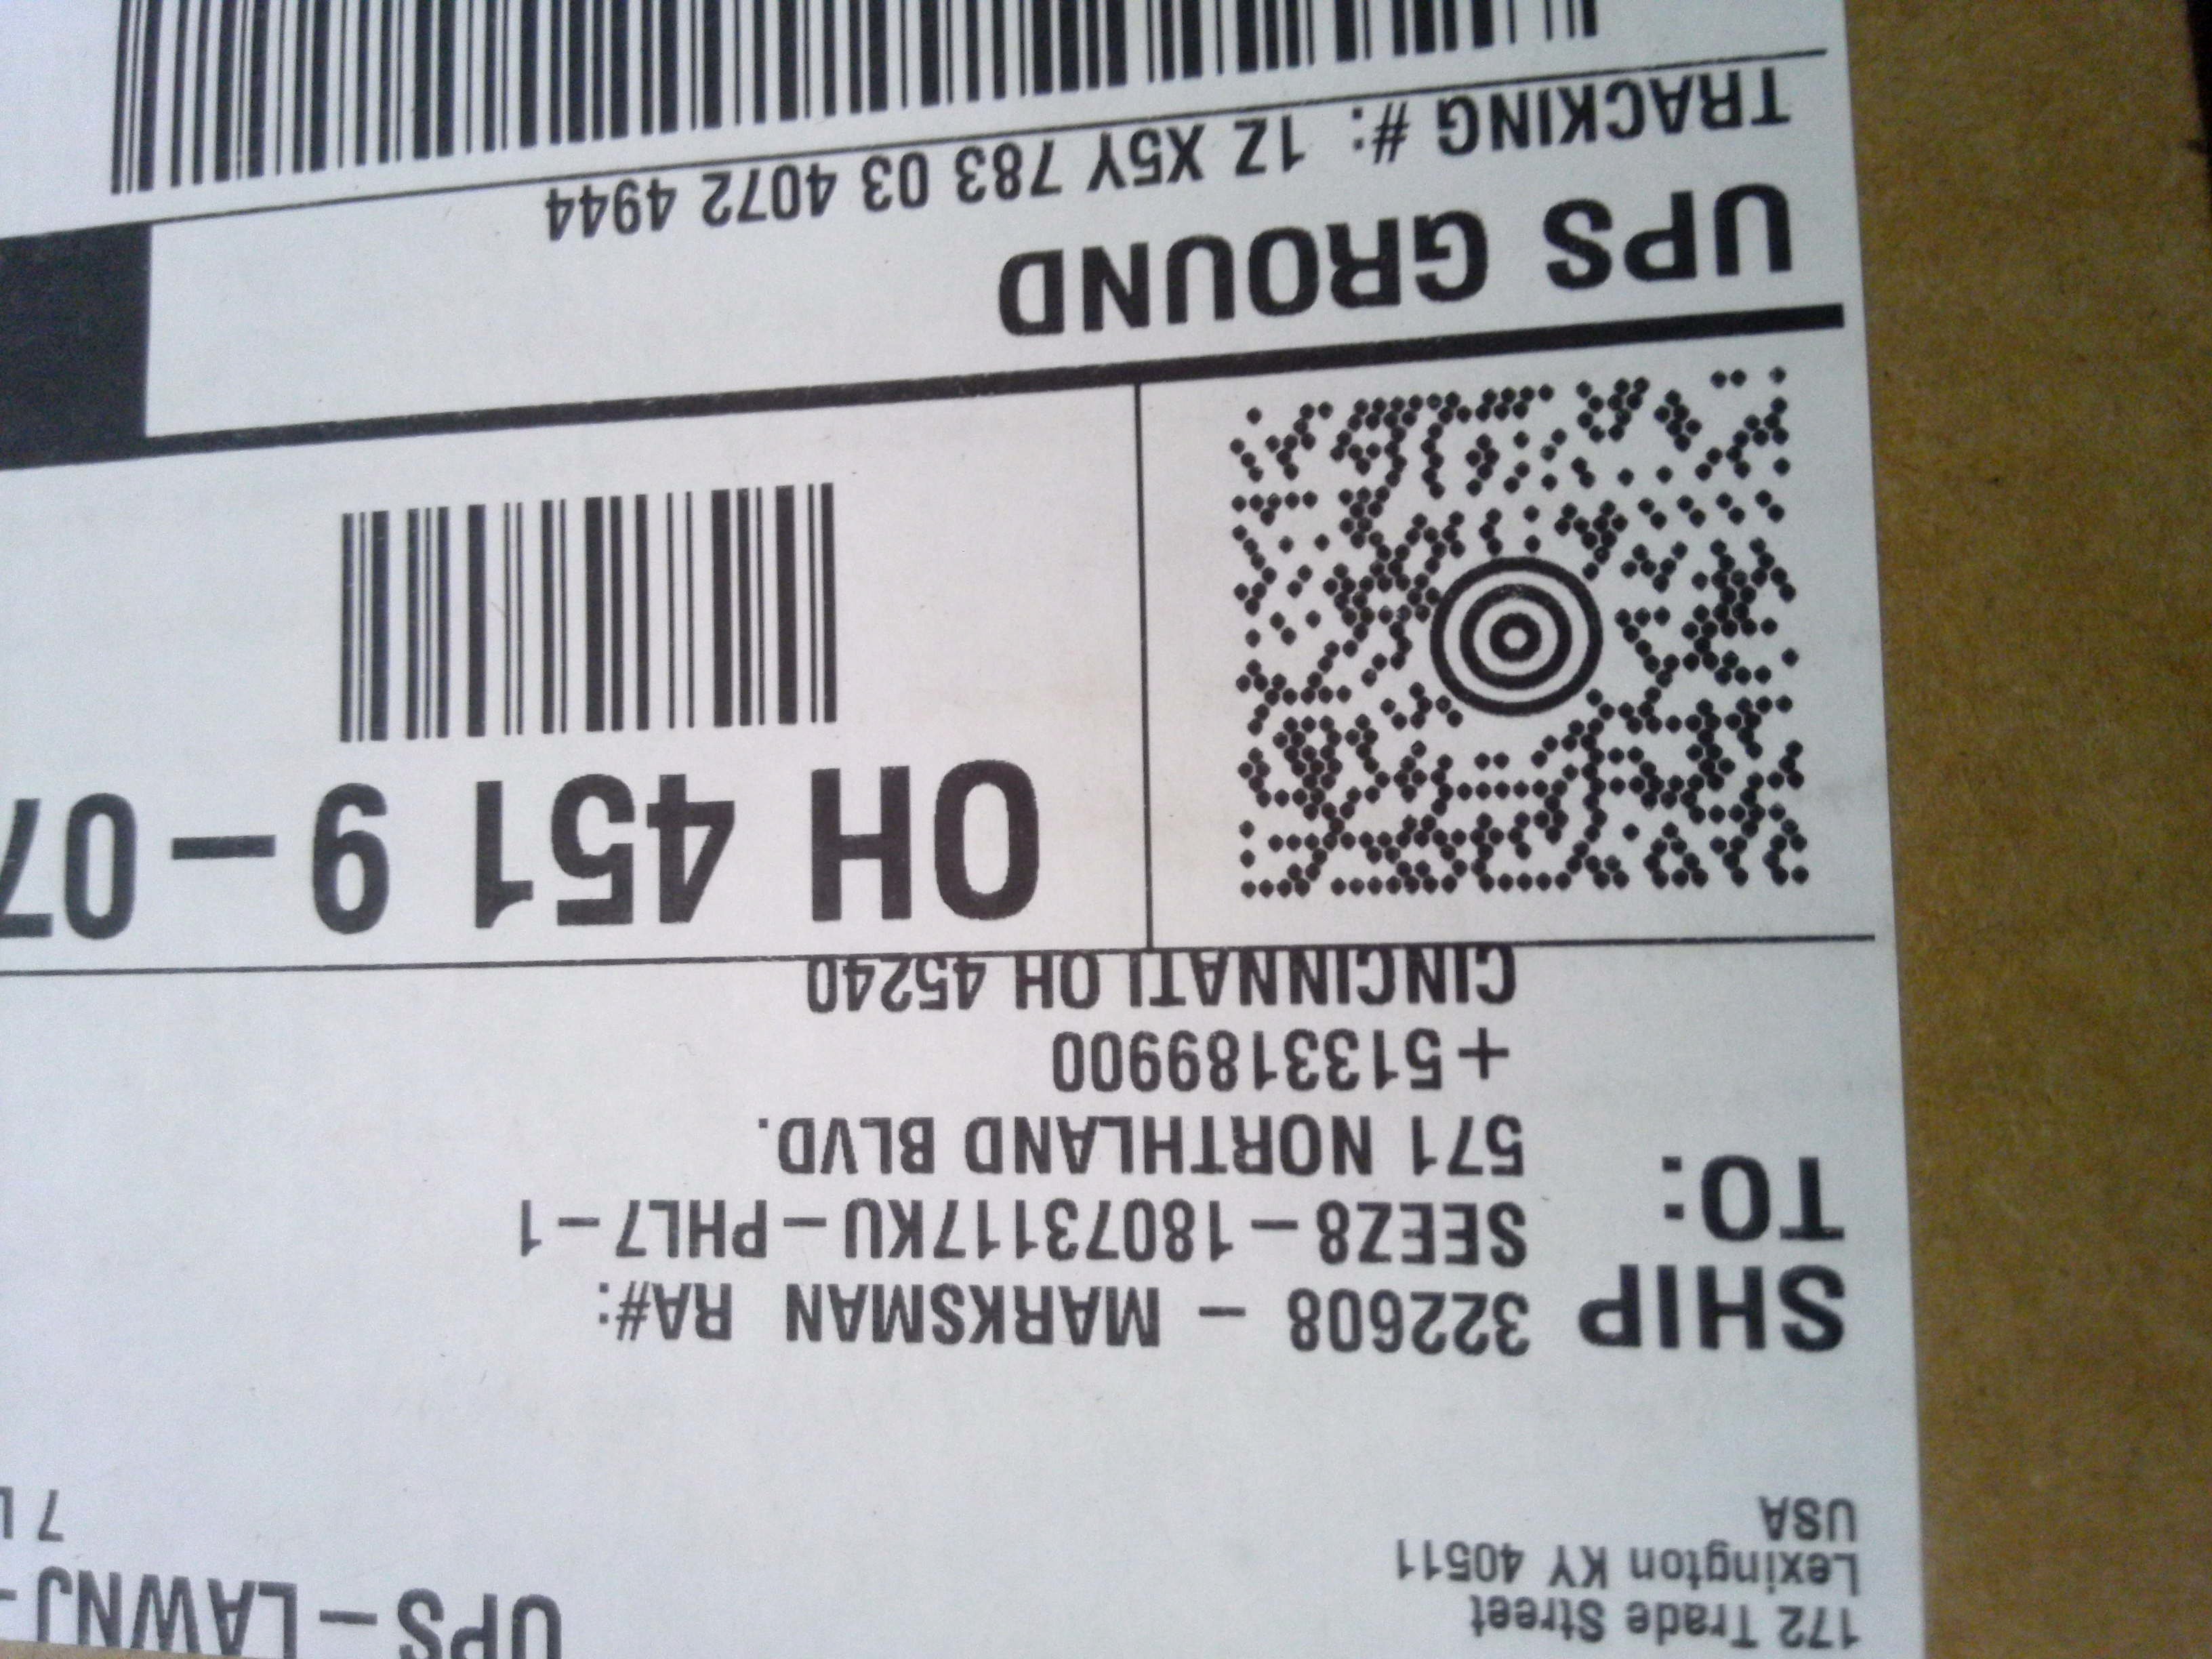 172 Trade Street
Lexington KY 40511
USA
UPS-LAWNJ-
7
SHIP
TO:
322608 - MARKSMAN RA#:
SEEZ8-18073117KU-PHL7-1
571 NORTHLAND BLVD.
+5133189900
CINCINNATI OH 45240
OH 451 9-07
UPS GROUND
TRACKING #: 1Z X5Y 783 03 4072 4944